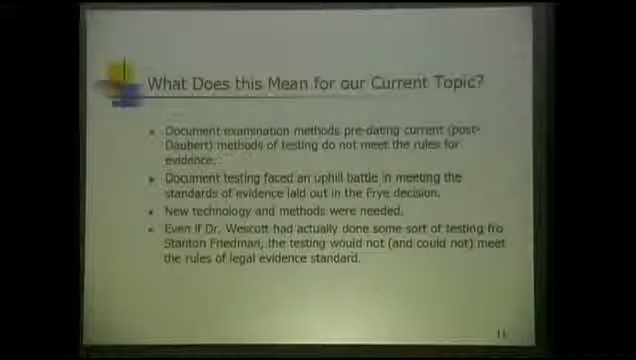 What Does this Mean for our Current Topic?
Document examination methods pre-dating current (post-
Daubert) methods of testing do not meet the rules for
evidence.
Document testing faced an uphill battle in meeting the
standards of evidence laid out in the Frye decision.
New technology and methods were needed.
Even if Dr. Wescott had actually done some sort of testing fro
Stanton Friedman, the testing would not (and could not) meet
the rules of legal evidence standard.